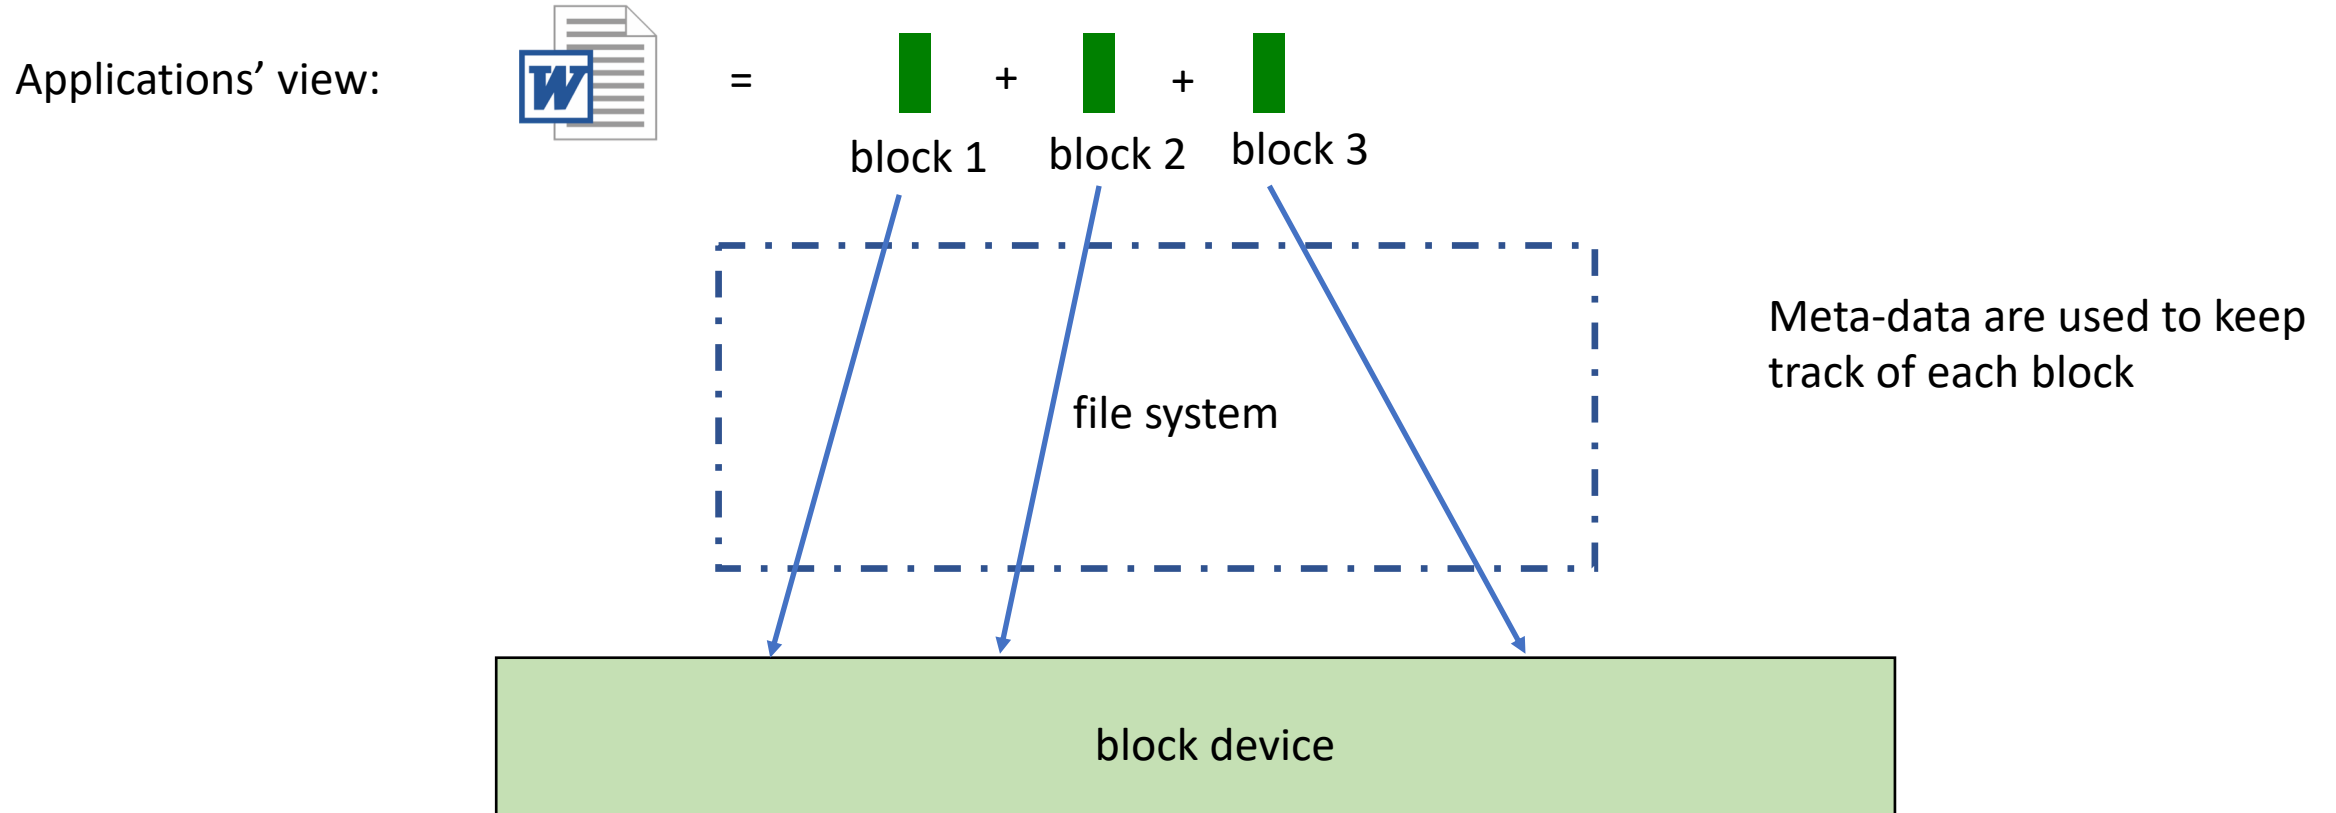 Applications’ view:
W
=
+
+
block 1
block 2
block 3
file system
Meta-data are used to keep
track of each block
block device